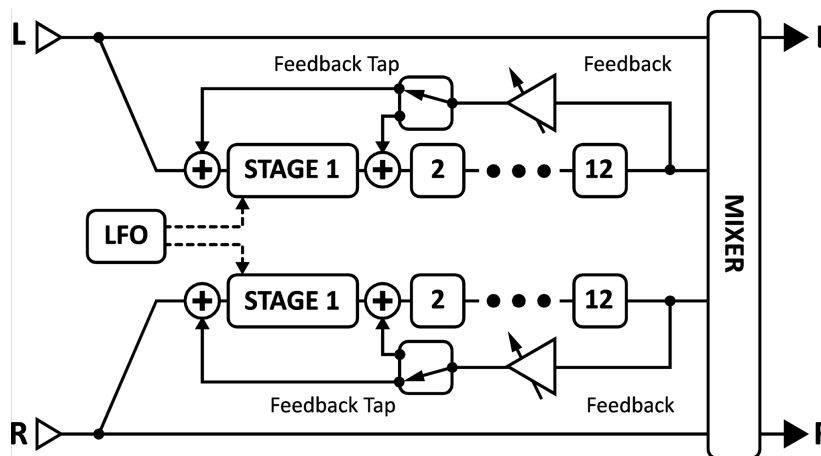 L
Feedback Tap
Feedback
+
STAGE 1
+
2
12
LFO
MIXER
STAGE 1
+
+
2
12
Feedback Tap
Feedback
R